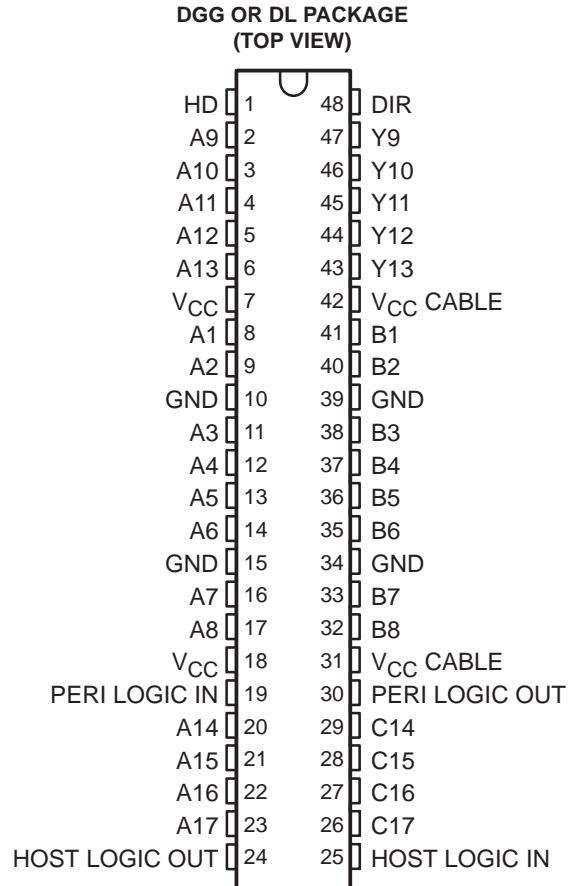 DGG OR DL PACKAGE
(TOP VIEW)
HD 1 48 DIR
A9 2 47 Y9
A10 3 46 Y10
A11 4 45 Y11
A12 5 44 Y12
A13 6 43 Y13
VCC 7 42 VCC CABLE
A1 8 41 B1
A2 9 40 B2
GND 10 39 GND
A3 11 38 B3
A4 12 37 B4
A5 13 36 B5
A6 14 35 B6
GND 15 34 GND
A7 16 33 B7
A8 17 32 B8
VCC 18 31 VCC CABLE
PERI LOGIC IN 19 30 PERI LOGIC OUT
A14 20 29 C14
A15 21 28 C15
A16 22 27 C16
A17 23 26 C17
HOST LOGIC OUT 24 25 HOST LOGIC IN